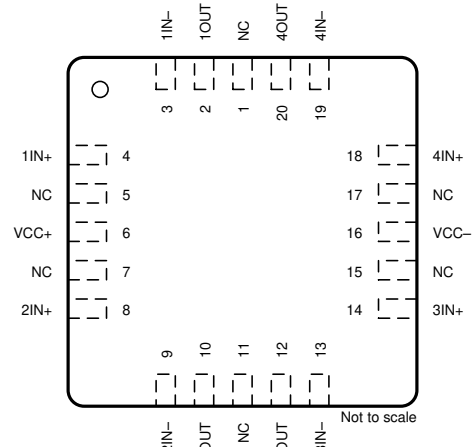 1IN–
1OUT
NC
4OUT
4IN–
3
2
1
20
19
1IN+ 4
NC 5
VCC+ 6
NC 7
2IN+ 8
18 4IN+
17 NC
16 VCC–
15 NC
14 3IN+
9
10
11
12
13
IN–
OUT
NC
OUT
IN–
Not to scale